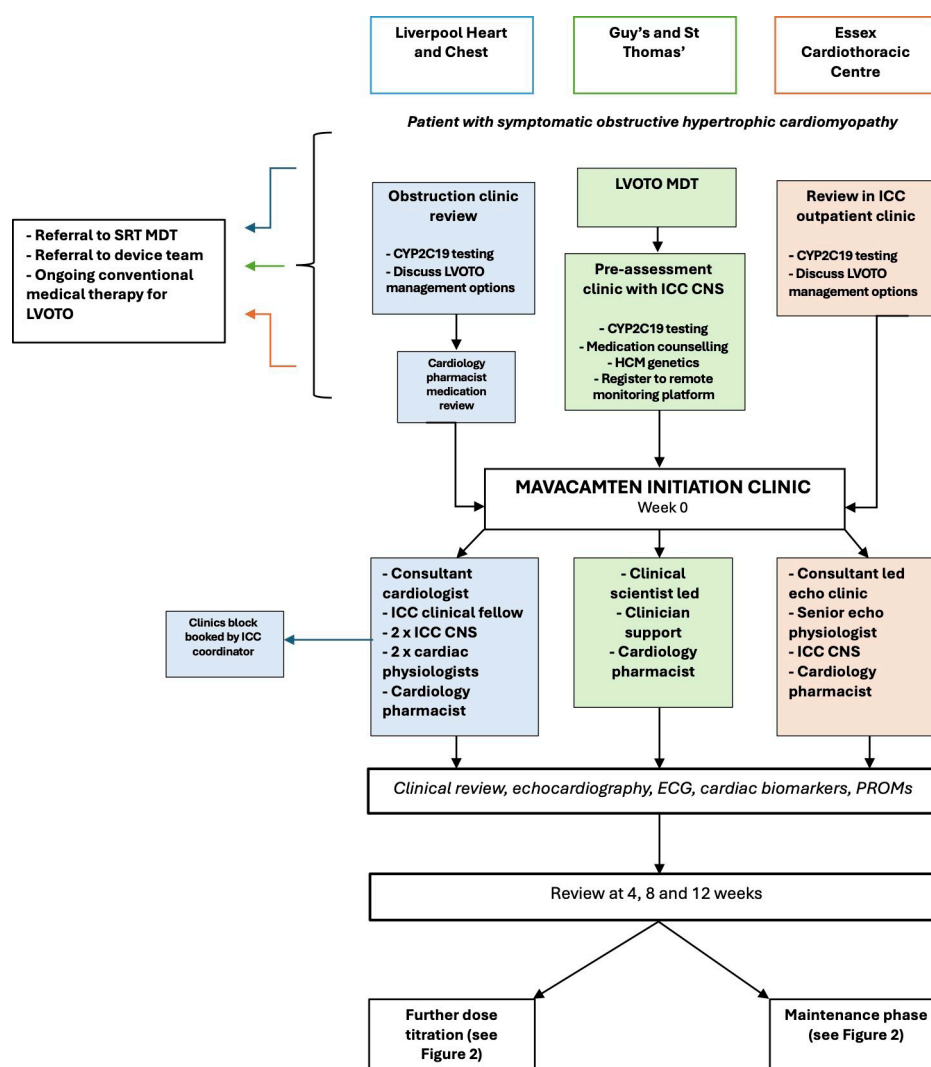 Liverpool Heart
and Chest
Guy's and St
Thomas'
Essex
Cardiothoracic
Centre
Patient with symptomatic obstructive hypertrophic cardiomyopathy
- Referral to SRT MDT
- Referral to device team
- Ongoing conventional
medical therapy for
LVOTO
Obstruction clinic
review
- CYP2C19 testing
- Discuss LVOTO
management options
Cardiology
pharmacist
medication
review
LVOTO MDT
Pre-assessment
clinic with ICC CNS
- CYP2C19 testing
- Medication counselling
- HCM genetics
- Register to remote
monitoring platform
Review in ICC
outpatient clinic
- CYP2C19 testing
- Discuss LVOTO
management options
MAVACAMTEN INITIATION CLINIC
Week 0
Clinics block
booked by ICC
coordinator
- Consultant
cardiologist
- ICC clinical fellow
- 2 x ICC CNS
- 2 x cardiac
physiologists
- Cardiology
pharmacist
- Clinical
scientist led
- Clinician
support
- Cardiology
pharmacist
- Consultant led
echo clinic
- Senior echo
physiologist
- ICC CNS
- Cardiology
pharmacist
Clinical review, echocardiography, ECG, cardiac biomarkers, PROMs
Review at 4, 8 and 12 weeks
Further dose
titration (see
Figure 2)
Maintenance phase
(see Figure 2)